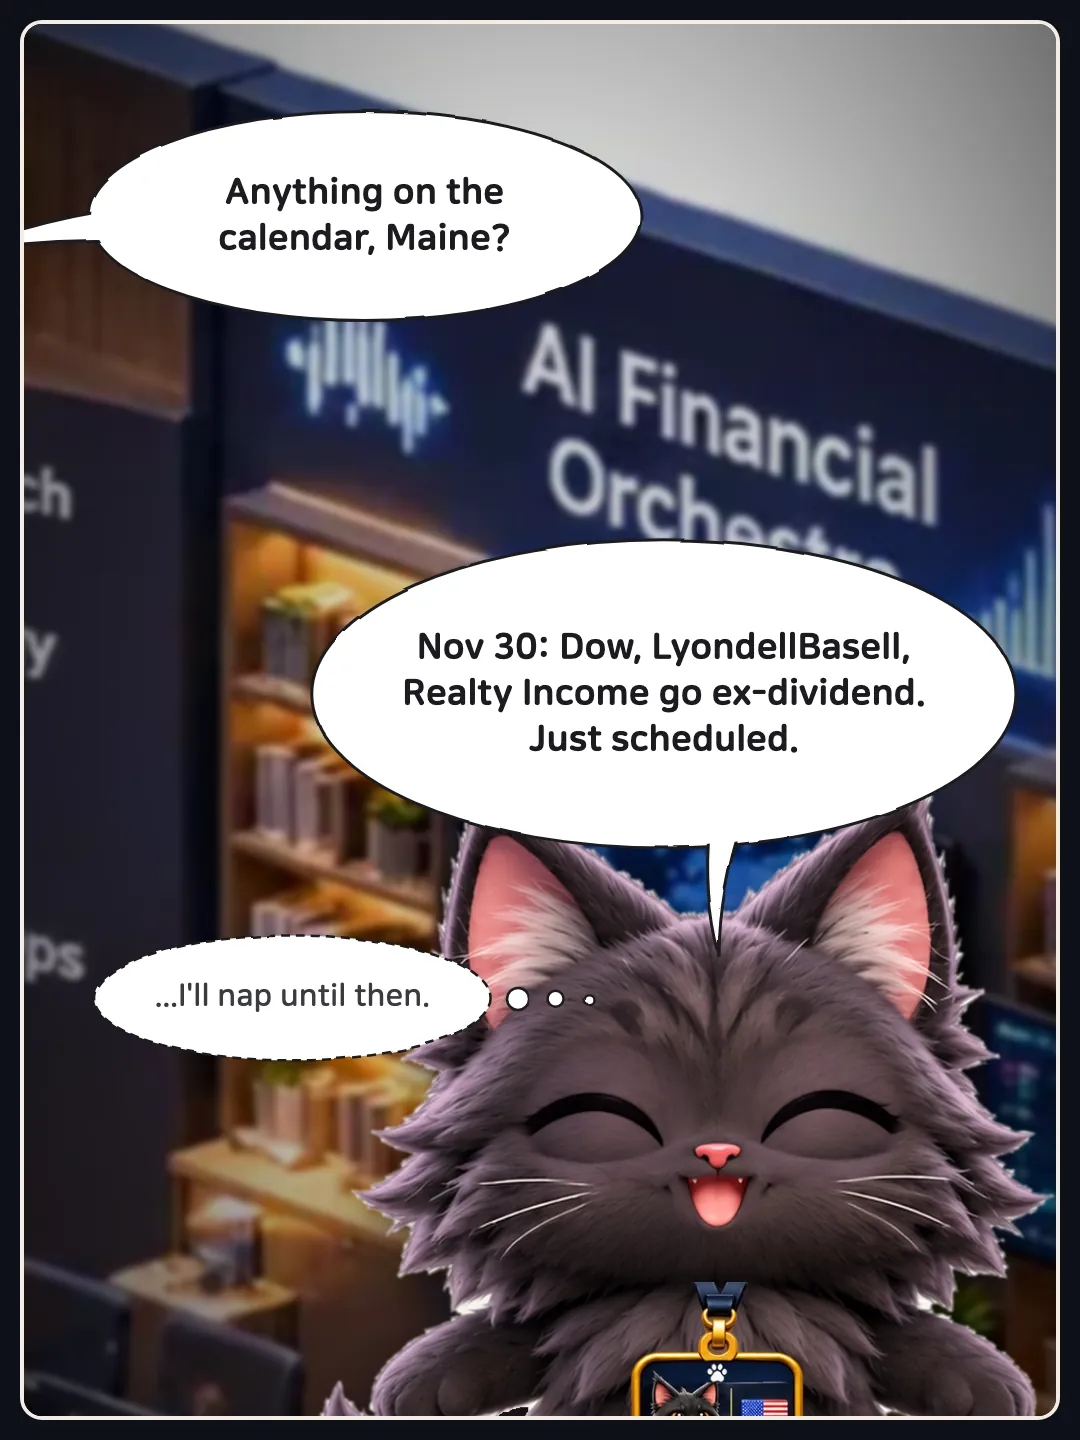 Anything on the
calendar, Maine?
AI Financial
Nov 30: Dow, LyondellBasell,
Realty Income go ex-dividend.
Just scheduled.
...I'll nap until then.